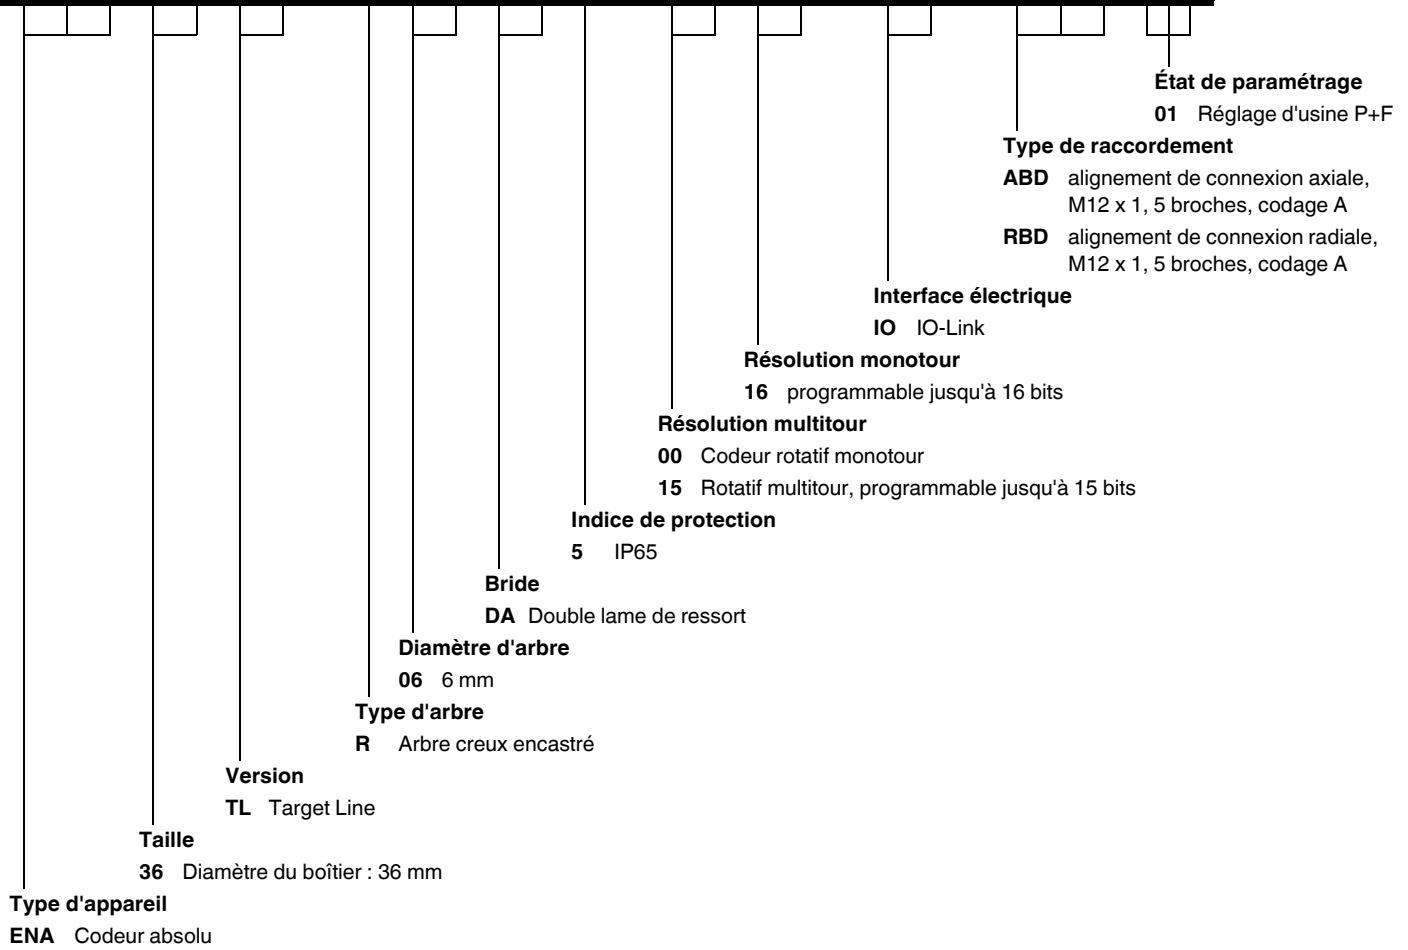 État de paramétrage
01 Réglage d'usine P+F
Type de raccordement
ABD alignement de connexion axiale,
M12 x 1, 5 broches, codage A
RBD alignement de connexion radiale,
M12 x 1, 5 broches, codage A
Interface électrique
IO IO-Link
Résolution monotour
16 programmable jusqu'à 16 bits
Résolution multitour
00 Codeur rotatif monotour
15 Rotatif multitour, programmable jusqu'à 15 bits
Indice de protection
5 IP65
Bride
DA Double lame de ressort
Diamètre d'arbre
06 6 mm
Type d'arbre
R Arbre creux encastré
Version
TL Target Line
Taille
36 Diamètre du boîtier : 36 mm
Type d'appareil
ENA Codeur absolu